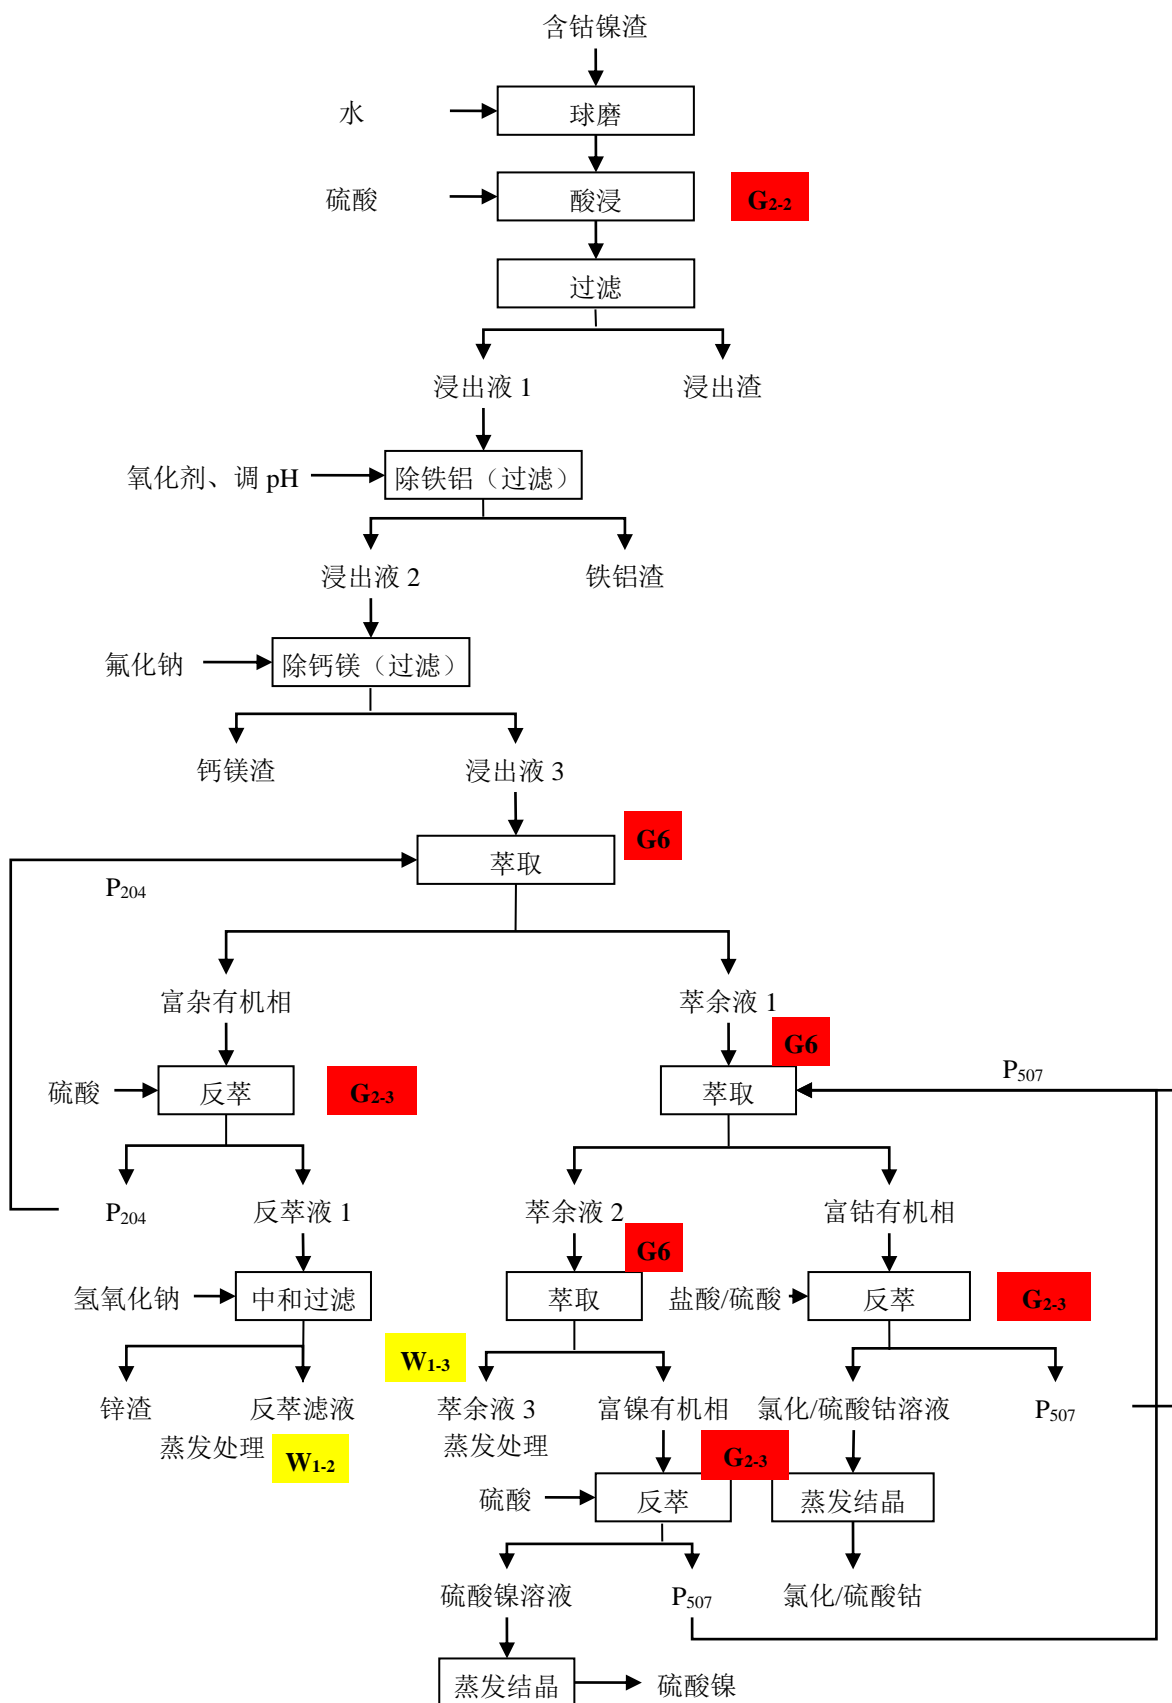 含钴镍渣
水
球磨
硫酸
酸浸
G2-2
过滤
浸出液 1
浸出渣
氧化剂、调 pH
除铁铝（过滤）
浸出液 2
铁铝渣
氟化钠
除钙镁（过滤）
钙镁渣
浸出液 3
G6
萃取
P204
富杂有机相
萃余液 1
G6
P507
硫酸
反萃
G2-3
萃取
P204
反萃液 1
萃余液 2
富钴有机相
G6
氢氧化钠
中和过滤
萃取
盐酸/硫酸
反萃
G2-3
W1-3
锌渣
反萃滤液
萃余液 3
富镍有机相
氯化/硫酸钴溶液
P507
蒸发处理
W1-2
蒸发处理
G2-3
硫酸
反萃
蒸发结晶
硫酸镍溶液
P507
氯化/硫酸钴
蒸发结晶
硫酸镍